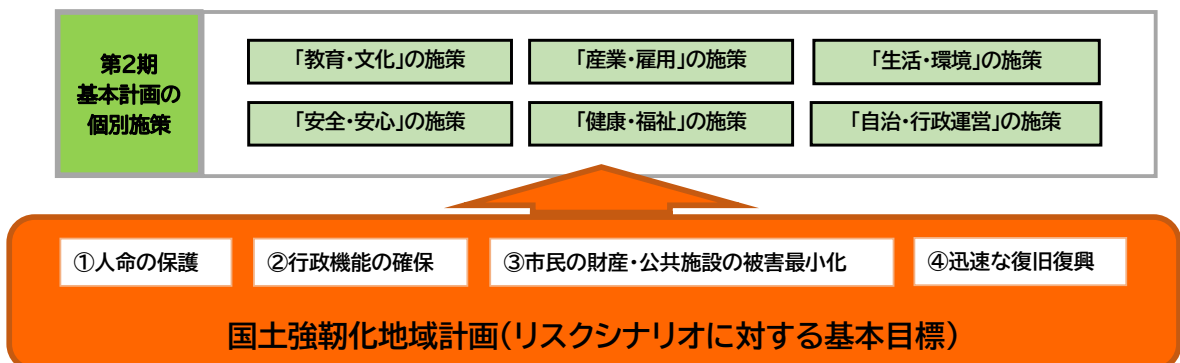 第2期
基本計画の
個別施策
「教育・文化」の施策
「産業・雇用」の施策
「生活・環境」の施策
「安全・安心」の施策
「健康・福祉」の施策
「自治・行政運営」の施策
①人命の保護
②行政機能の確保
③市民の財産・公共施設の被害最小化
④迅速な復旧復興
国土強靭化地域計画(リスクシナリオに対する基本目標)